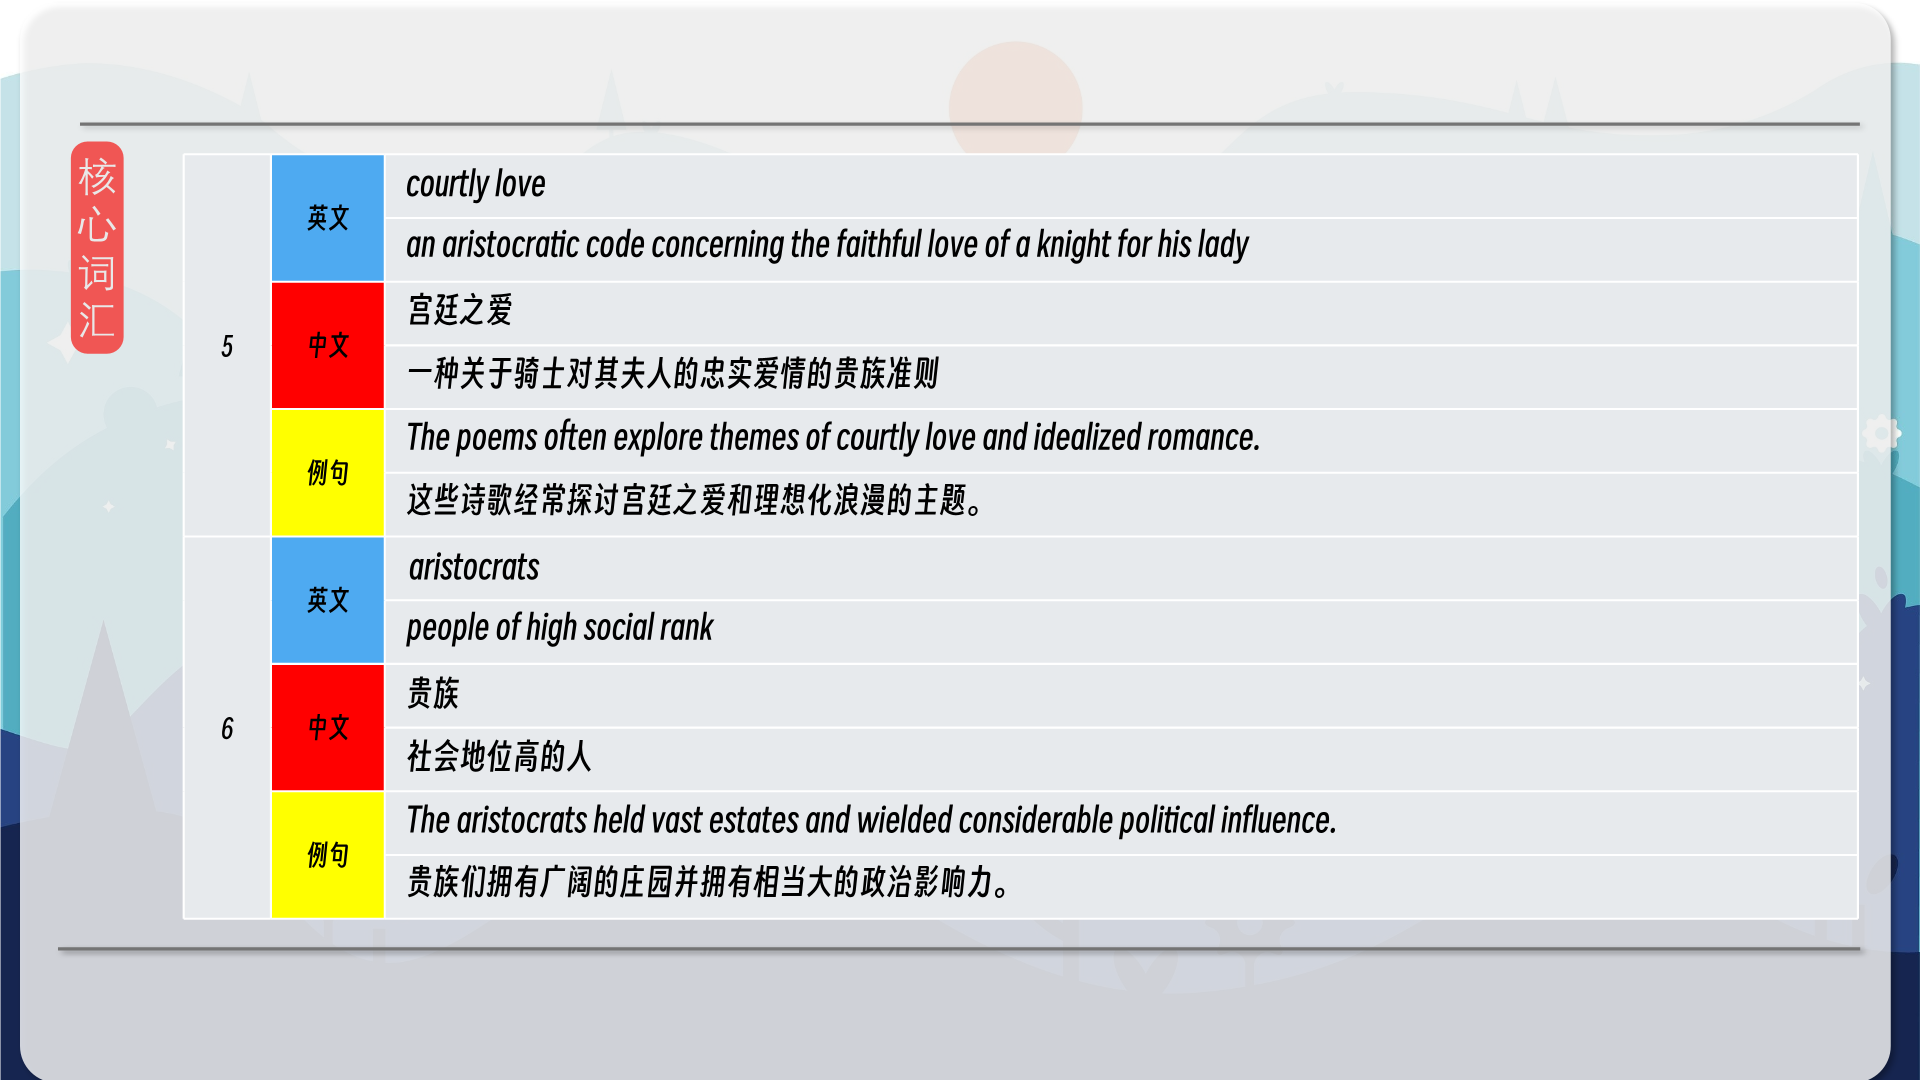 核心词汇
5
英文
courtly love
an aristocratic code concerning the faithful love of a knight for his lady
中文
宫廷之爱
一种关于骑士对其夫人的忠实爱情的贵族准则
例句
The poems often explore themes of courtly love and idealized romance.
这些诗歌经常探讨宫廷之爱和理想化浪漫的主题。
6
英文
aristocrats
people of high social rank
中文
贵族
社会地位高的人
例句
The aristocrats held vast estates and wielded considerable political influence.
贵族们拥有广阔的庄园并拥有相当大的政治影响力。